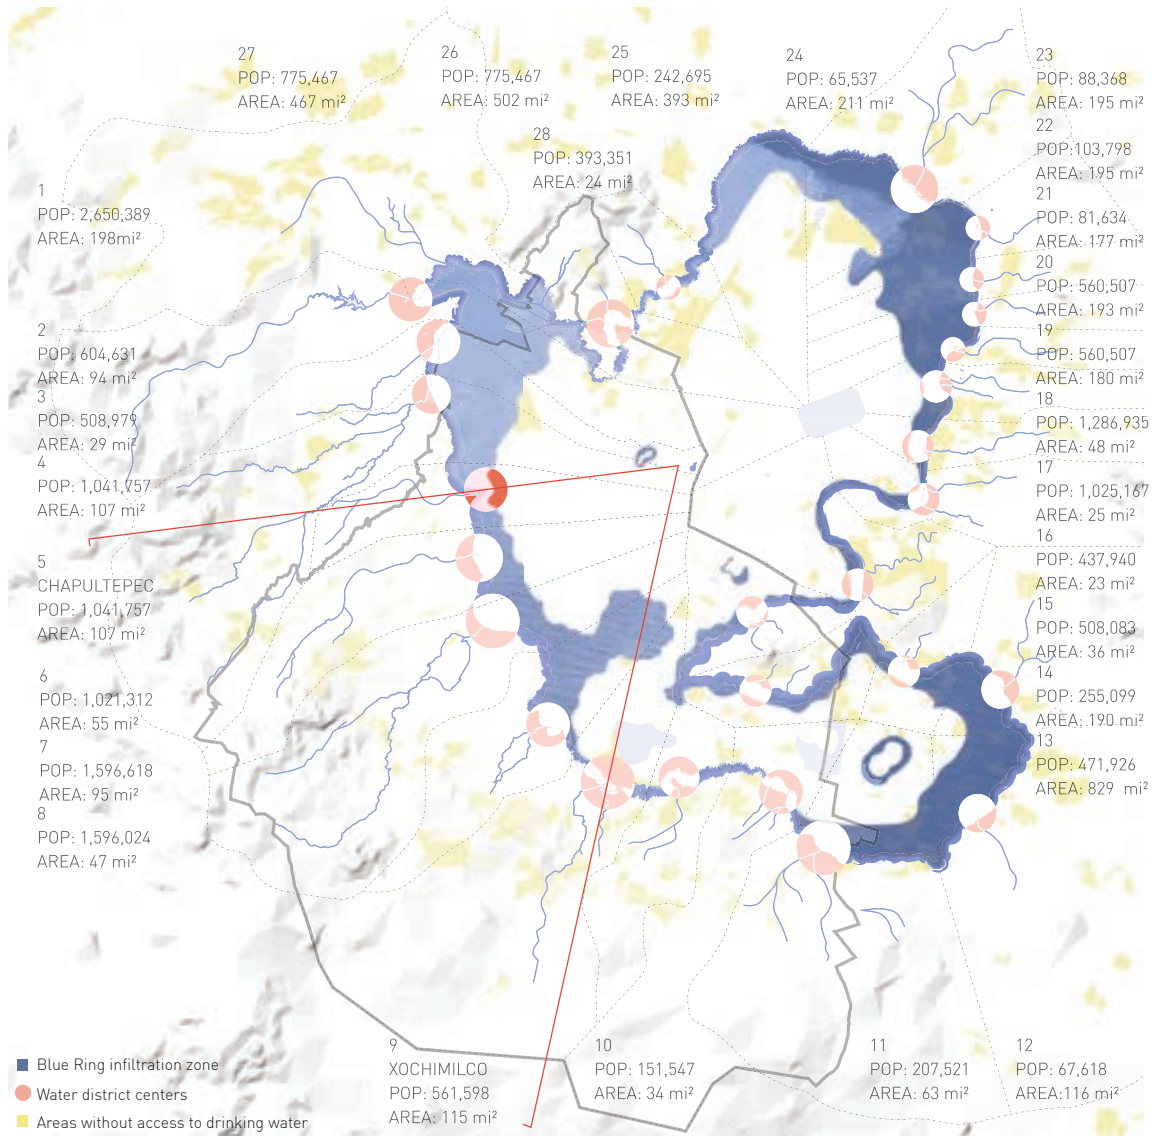 27
POP: 775,467
AREA: 467 mi²
26
POP: 775,467
AREA: 502 mi²
25
POP: 242,695
AREA: 393 mi²
24
POP: 65,537
AREA: 211 mi²
23
POP: 88,368
AREA: 195 mi²
22
POP:103,798
AREA: 195 mi²
21
POP: 81,634
AREA: 177 mi²
20
POP: 560,507
AREA: 193 mi²
19
POP: 560,507
AREA: 180 mi²
18
POP: 1,286,935
AREA: 48 mi²
17
POP: 1,025,167
AREA: 25 mi²
16
POP: 437,940
AREA: 23 mi²
15
POP: 508,083
AREA: 36 mi²
14
POP: 255,099
AREA: 190 mi²
13
POP: 471,926
AREA: 829 mi²
28
POP: 393,351
AREA: 24 mi²
1
POP: 2,650,389
AREA: 198mi²
2
POP: 604,631
AREA: 94 mi²
3
POP: 508,979
AREA: 29 mi²
4
POP: 1,041,757
AREA: 107 mi²
5
CHAPULTEPEC
POP: 1,041,757
AREA: 107 mi²
6
POP: 1,021,312
AREA: 55 mi²
7
POP: 1,596,618
AREA: 95 mi²
8
POP: 1,596,024
AREA: 47 mi²
9
XOCHIMILCO
POP: 561,598
AREA: 115 mi²
10
POP: 151,547
AREA: 34 mi²
11
POP: 207,521
AREA: 63 mi²
12
POP: 67,618
AREA:116 mi²
Blue Ring infiltration zone
Water district centers
Areas without access to drinking water